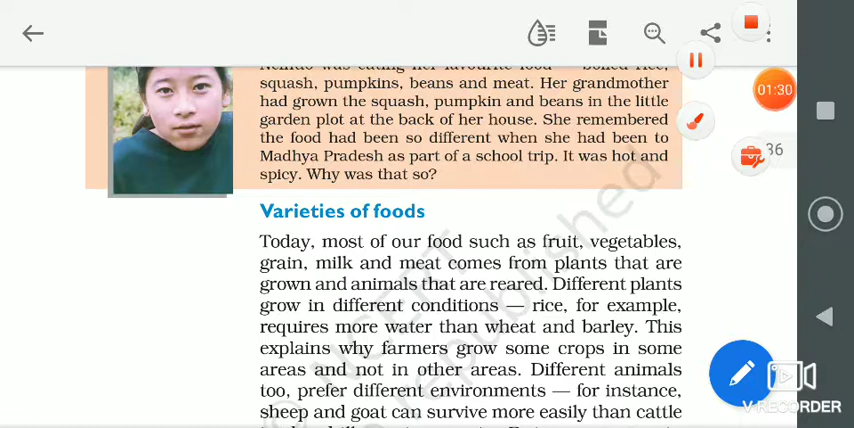 01:30
squash, pumpkins, beans and meat. Her grandmother
had grown the squash, pumpkin and beans in the little
garden plot at the back of her house. She remembered
the food had been so different when she had been to
Madhya Pradesh as part of a school trip. It was hot and
spicy. Why was that so?
36
Varieties of foods
Today, most of our food such as fruit, vegetables,
grain, milk and meat comes from plants that are
grown and animals that are reared. Different plants
grow in different conditions — rice, for example,
requires more water than wheat and barley. This
explains why farmers grow some crops in some
areas and not in other areas. Different animals
too, prefer different environments — for instance,
sheep and goat can survive more easily than cattle
© NCERT
republished
V-RECORDER